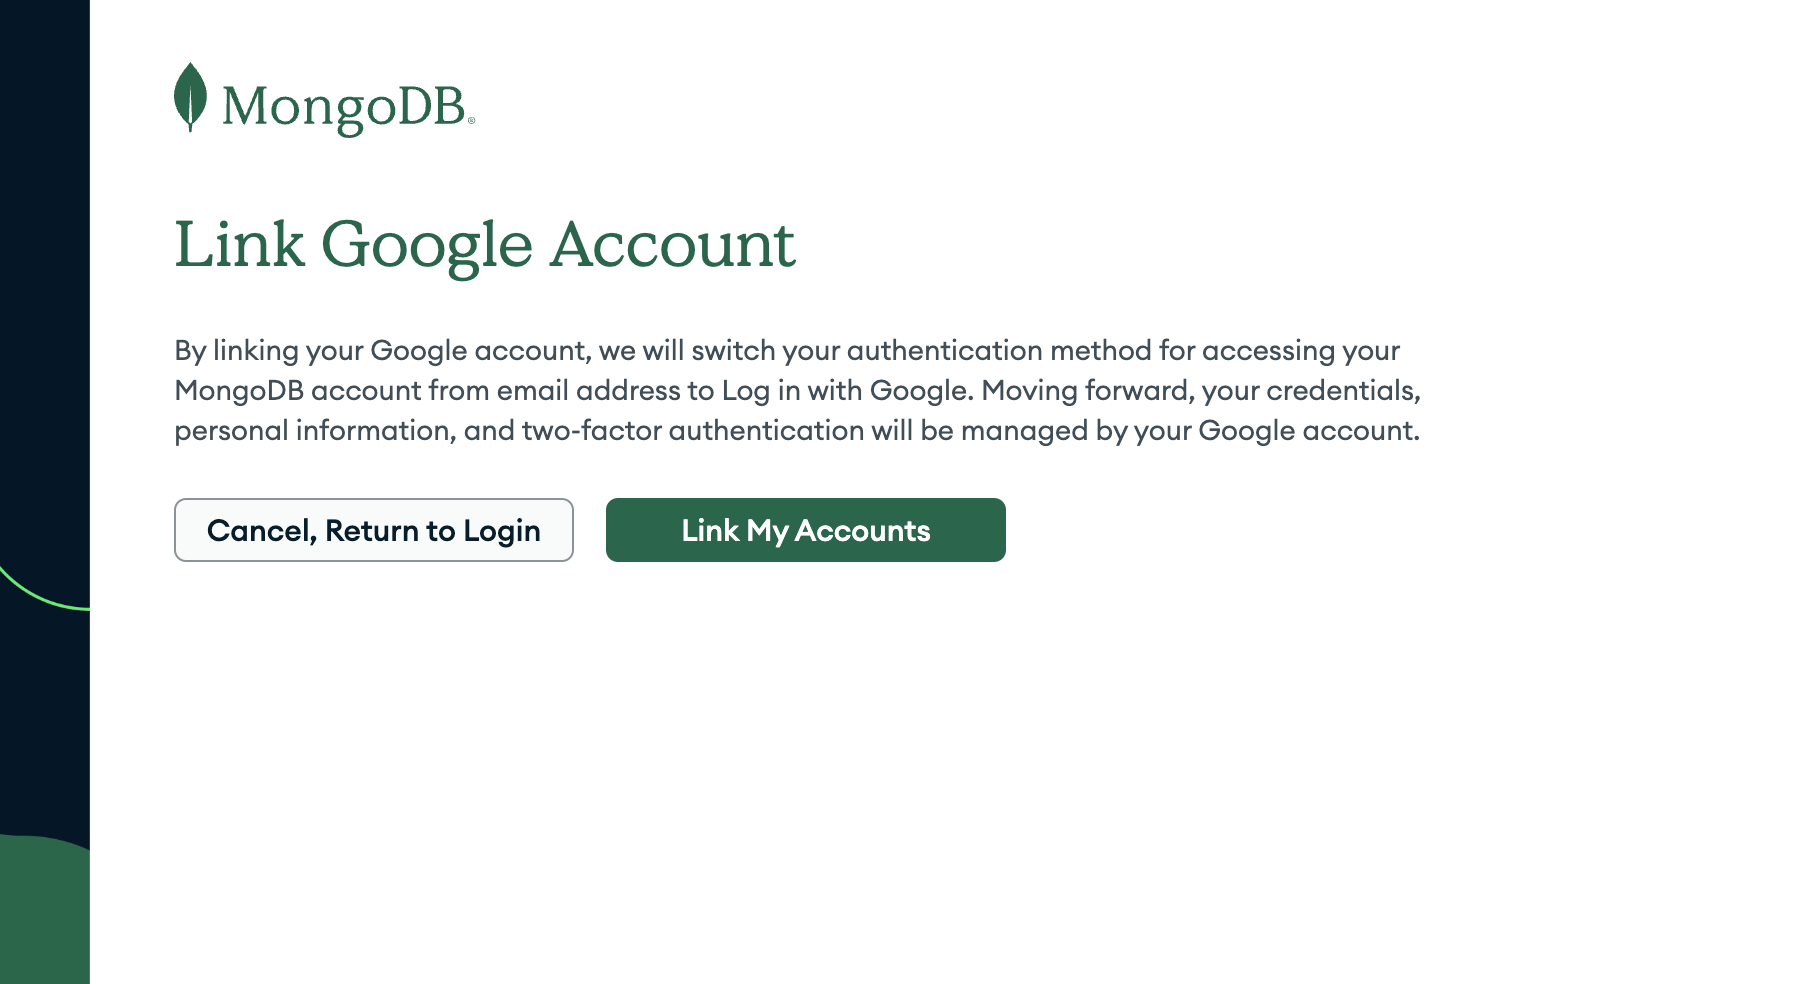 MongoDB®
Link Google Account
By linking your Google account, we will switch your authentication method for accessing your
MongoDB account from email address to Log in with Google. Moving forward, your credentials,
personal information, and two-factor authentication will be managed by your Google account.
Cancel, Return to Login
Link My Accounts